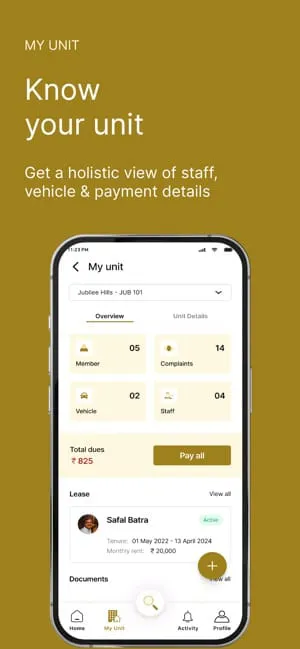 MY UNIT
Know
your unit
Get a holistic view of staff,
vehicle & payment details
11:23 PM
My unit
Jubliee Hills - JUB 101
Overview
Unit Details
05
Member
14
Complaints
02
Vehicle
04
Staff
Total dues
₹ 825
Pay all
Lease
View all
Safal Batra
Active
Tenure: 01 May 2022 - 13 April 2024
Monthly rent: ₹ 20,000
Documents
View all
Home
My Unit
Activity
Profile